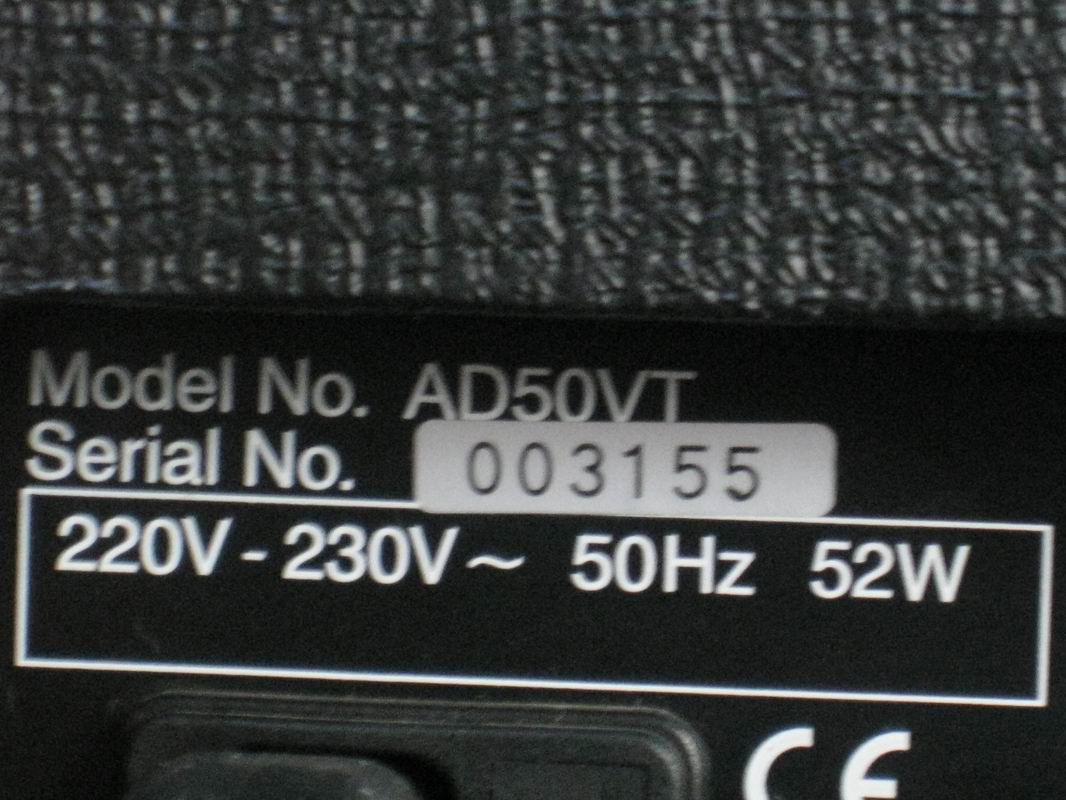 Model No. AD50VT
Serial No. 003155
220V - 230V ~ 50Hz 52W
CE